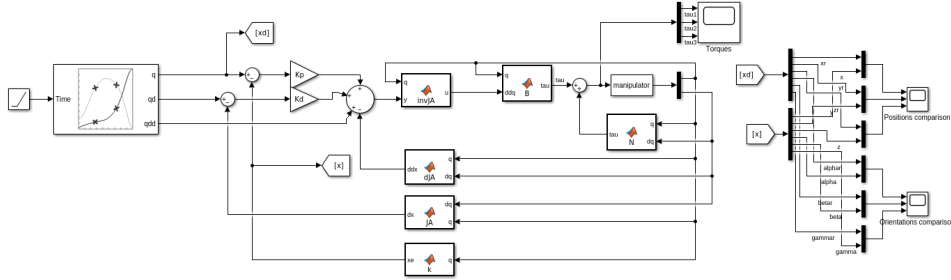 [xd]
tau1
tau2
tau3
Torques
Time
q
qd
qdd
Kp
Kd
q
y
invJA
u
q
ddq
B
tau
tau
manipulator
tau
N
q
dq
[x]
ddx
dJA
q
dq
dx
JA
dq
q
xe
k
q
[xd]
[x]
xr
x
yr
y
zr
z
Positions comparison
alphar
alpha
betar
beta
gammar
gamma
Orientations compariso